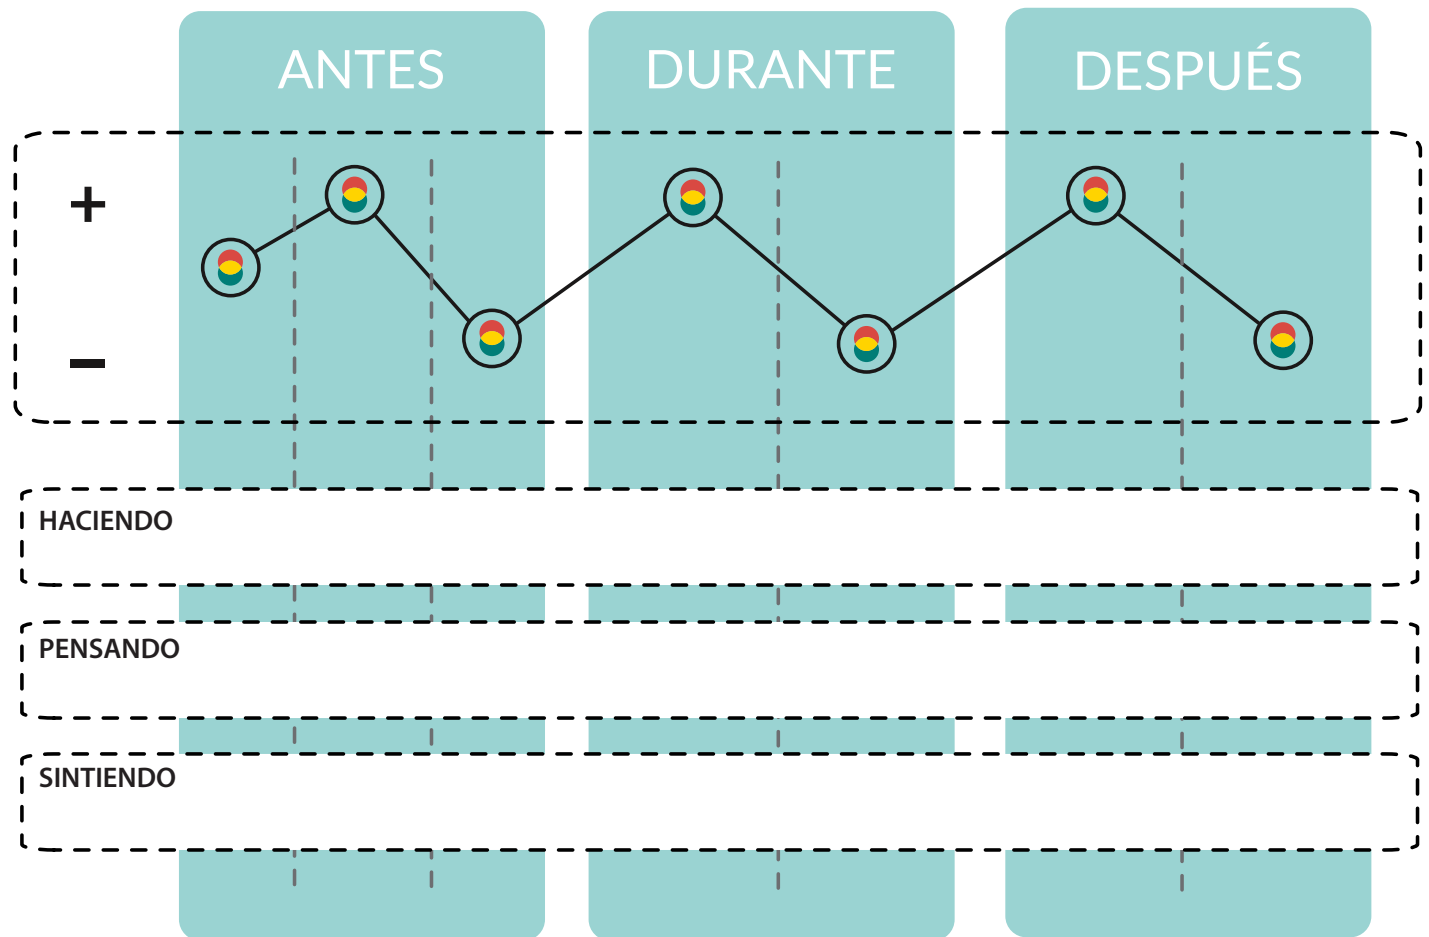 ANTES
DURANTE
DESPUÉS
+
–
HACIENDO
PENSANDO
SINTIENDO